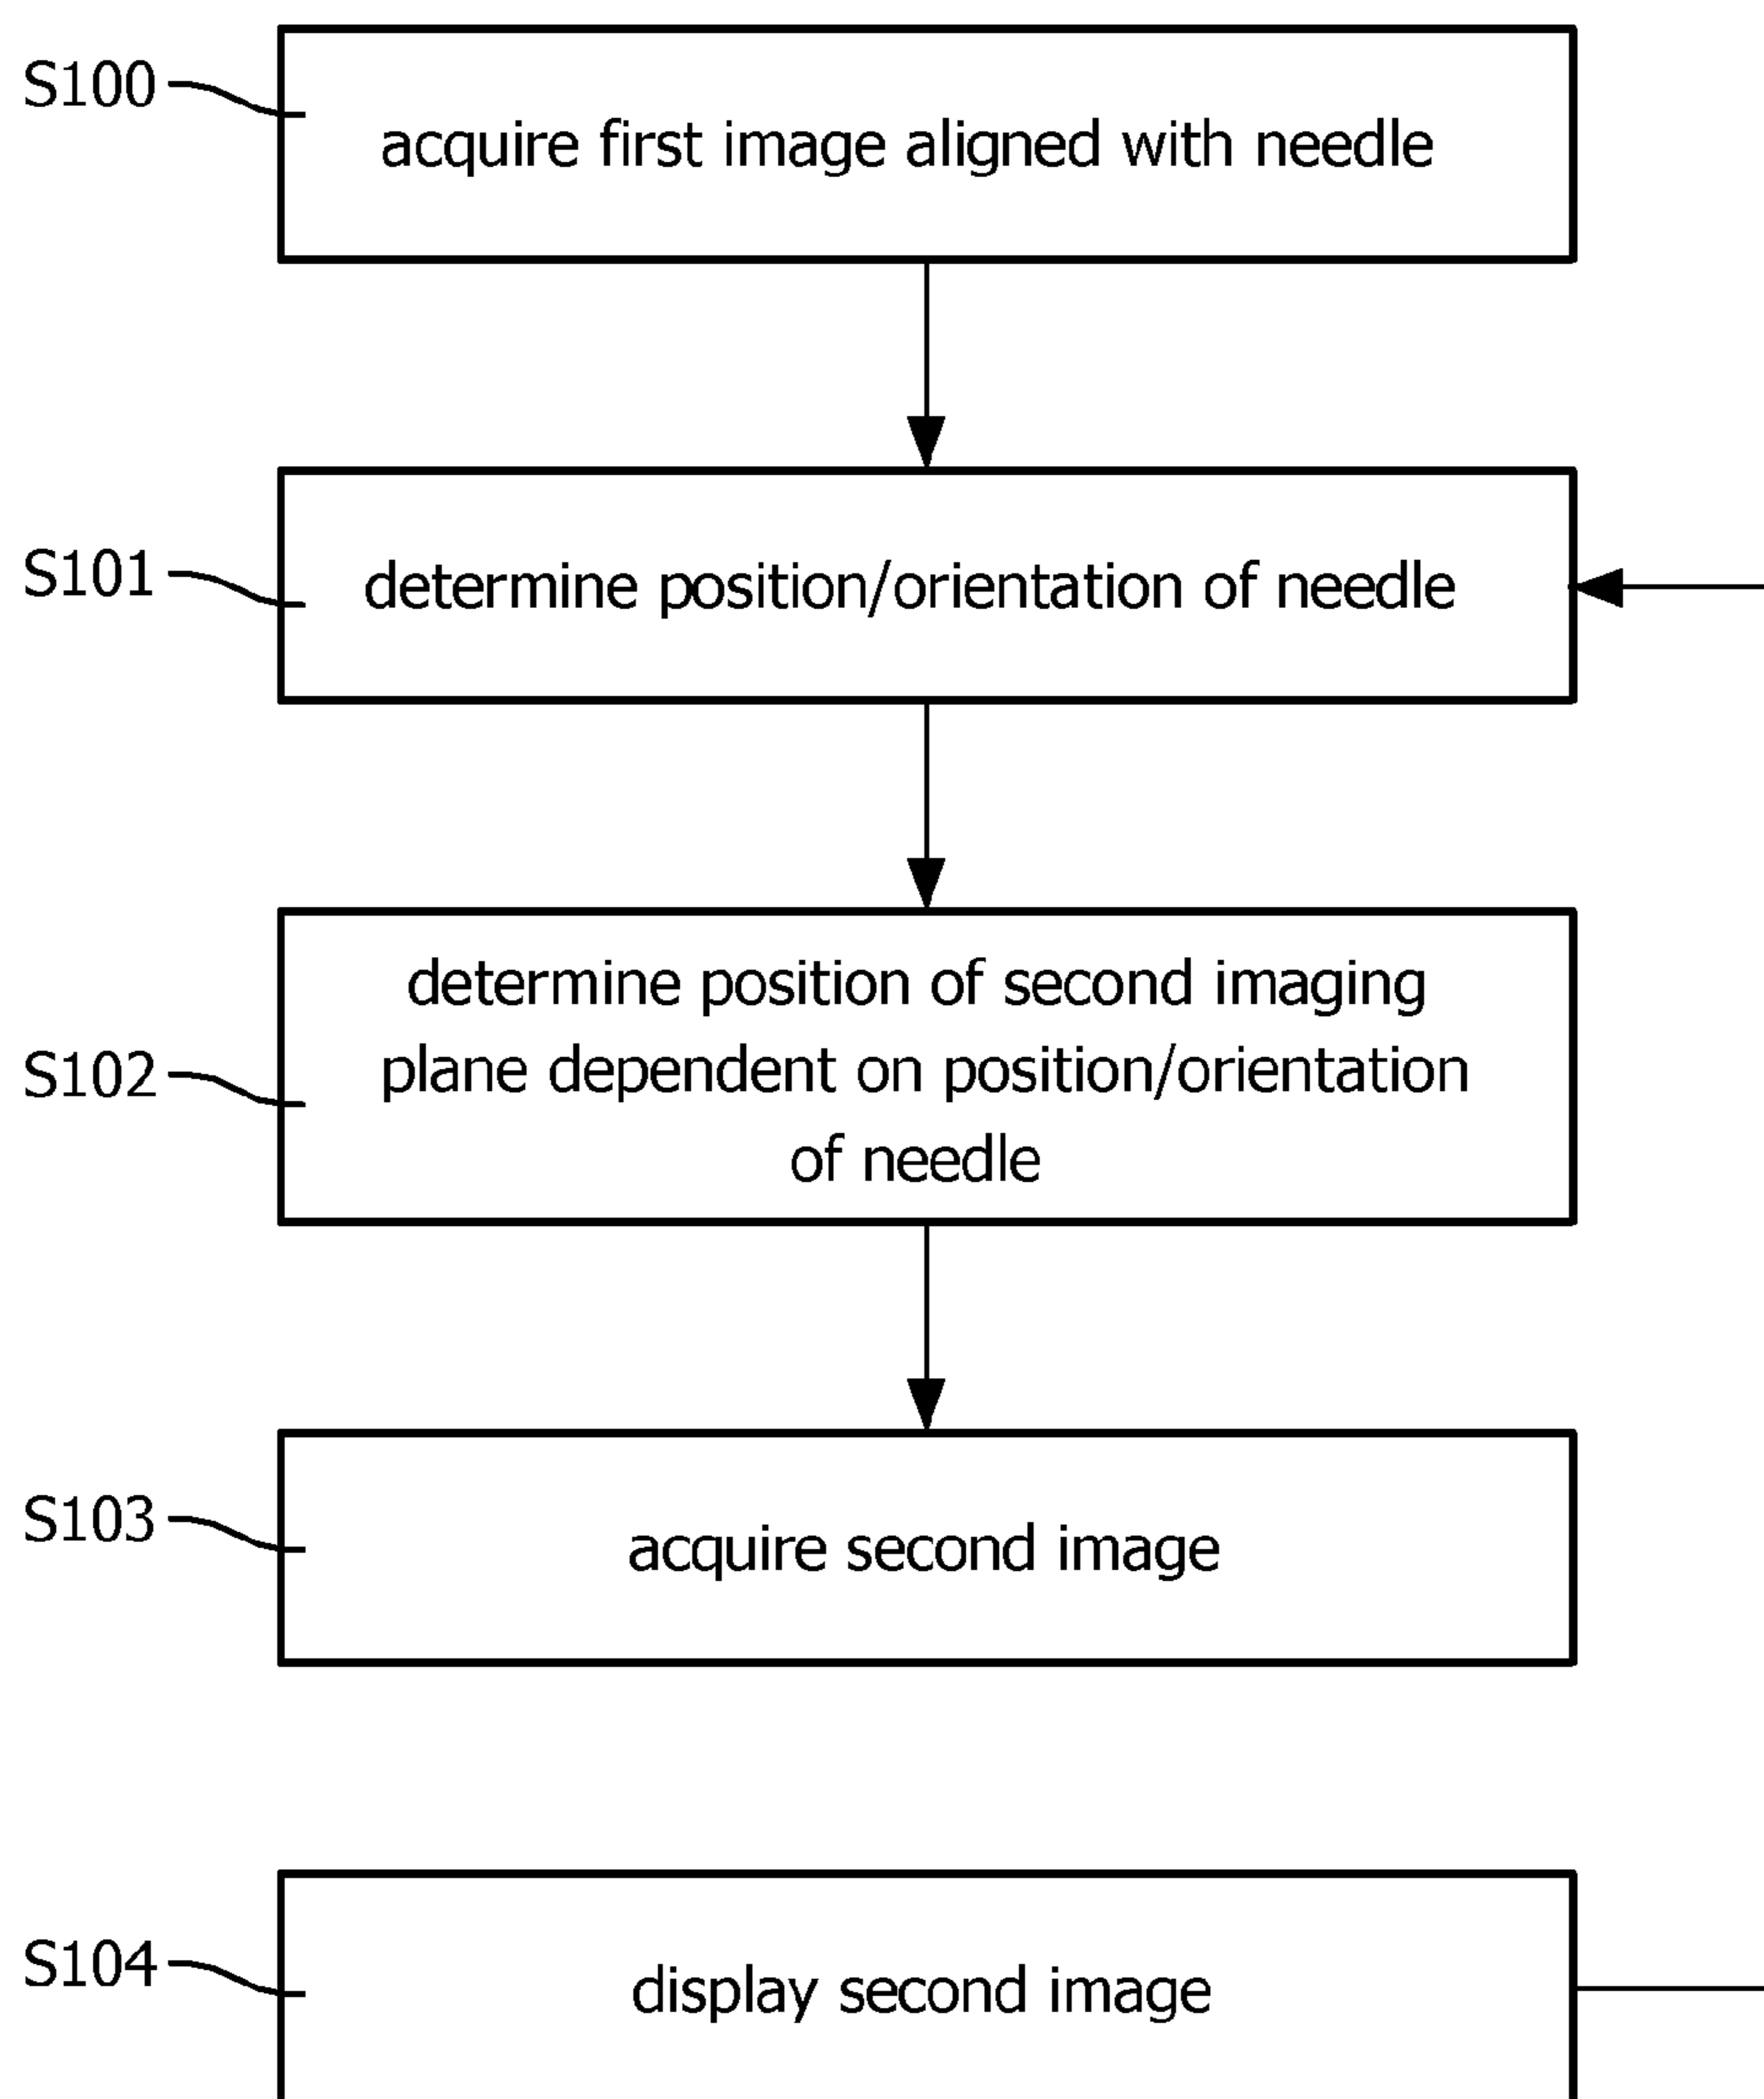 S100
acquire first image aligned with needle
S101
determine position/orientation of needle
S102
determine position of second imaging
plane dependent on position/orientation
of needle
S103
acquire second image
S104
display second image